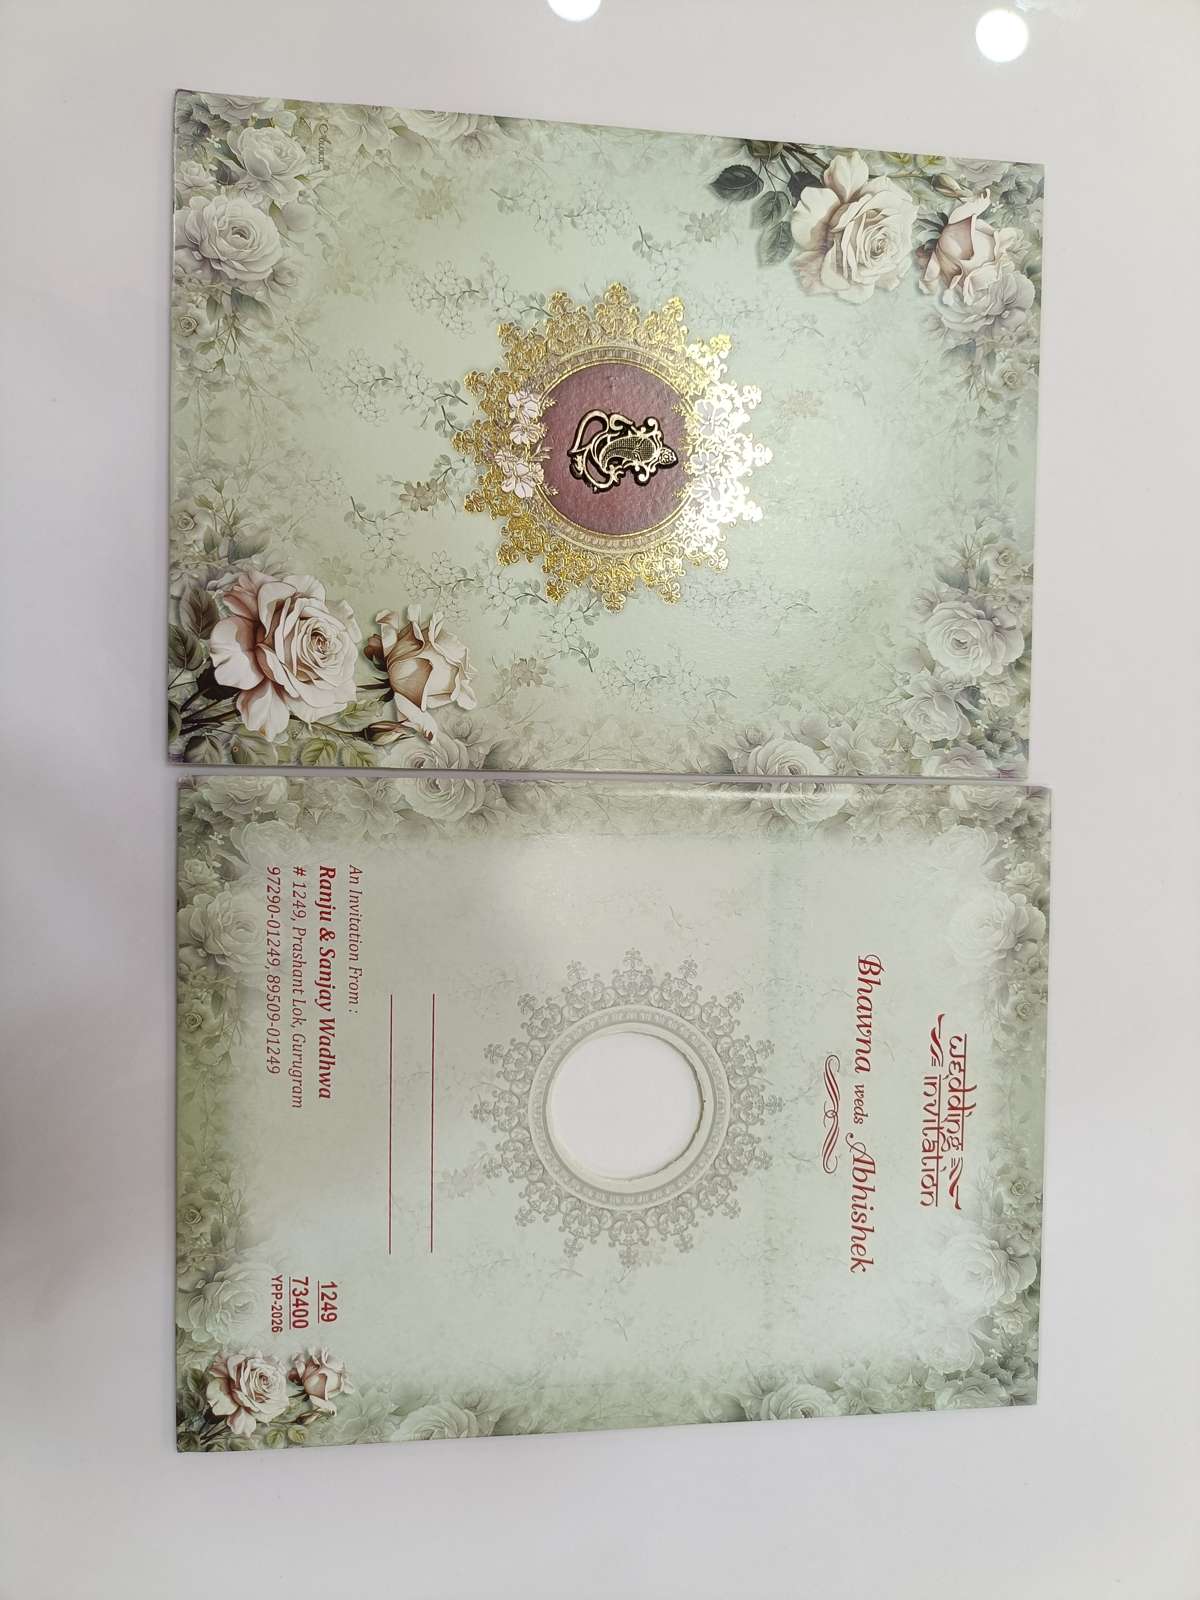 wedding
invitation
Bhawna weds Abhishek
An Invitation From :
Ranju & Sanjay Wadhwa
# 1249, Prashant Lok, Gurugram
97290-01249, 89509-01249
1249
73400
YPP-2026